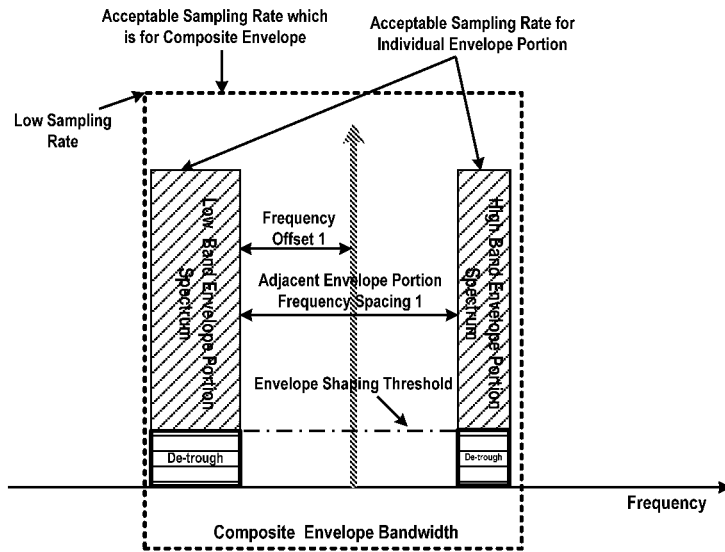 Acceptable Sampling Rate which
is for Composite Envelope
Acceptable Sampling Rate for
Individual Envelope Portion
Low Sampling
Rate
Low Band Envelope Portion
Spectrum
High Band Envelope Portion
Spectrum
Frequency
Offset 1
Adjacent Envelope Portion
Frequency Spacing 1
Envelope Shaping Threshold
De-trough
De-trough
Frequency
Composite Envelope Bandwidth